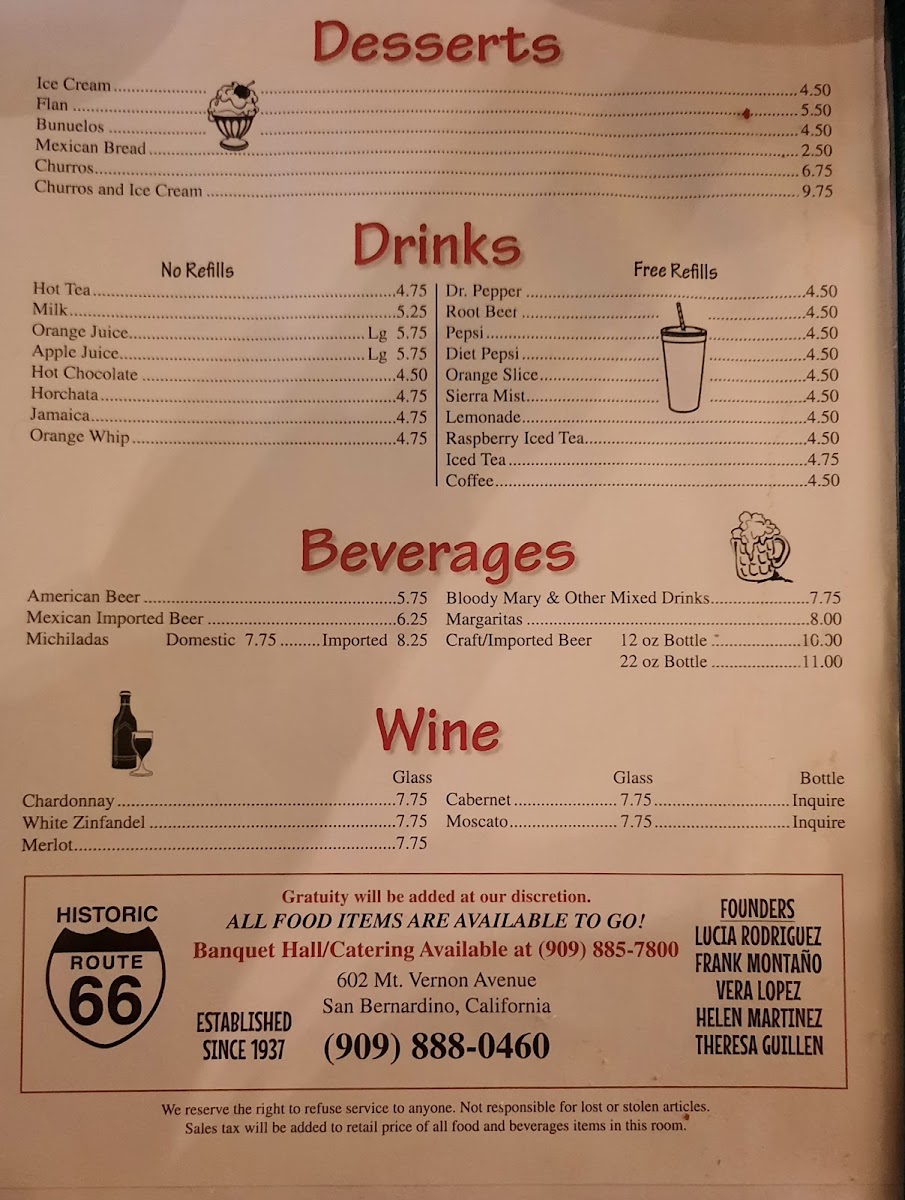 Desserts
Ice Cream 4.50
Flan 5.50
Bunuelos 4.50
Mexican Bread 2.50
Churros 6.75
Churros and Ice Cream 9.75
Drinks
No Refills
Hot Tea 4.75
Milk 5.25
Orange Juice Lg 5.75
Apple Juice Lg 5.75
Hot Chocolate 4.50
Horchata 4.75
Jamaica 4.75
Orange Whip 4.75
Free Refills
Dr. Pepper 4.50
Root Beer 4.50
Pepsi 4.50
Diet Pepsi 4.50
Orange Slice 4.50
Sierra Mist 4.50
Lemonade 4.50
Raspberry Iced Tea 4.50
Iced Tea 4.75
Coffee 4.50
Beverages
American Beer 5.75
Mexican Imported Beer 6.25
Michiladas Domestic 7.75 Imported 8.25
Bloody Mary & Other Mixed Drinks 7.75
Margaritas 8.00
Craft/Imported Beer 12 oz Bottle 10.00
22 oz Bottle 11.00
Wine
Glass
Chardonnay 7.75
White Zinfandel 7.75
Merlot 7.75
Glass Bottle
Cabernet 7.75 Inquire
Moscato 7.75 Inquire
HISTORIC
ROUTE
66
Gratuity will be added at our discretion.
ALL FOOD ITEMS ARE AVAILABLE TO GO!
Banquet Hall/Catering Available at (909) 885-7800
602 Mt. Vernon Avenue
San Bernardino, California
ESTABLISHED
SINCE 1937
(909) 888-0460
FOUNDERS
LUCIA RODRIGUEZ
FRANK MONTAÑO
VERA LOPEZ
HELEN MARTINEZ
THERESA GUILLEN
We reserve the right to refuse service to anyone. Not responsible for lost or stolen articles.
Sales tax will be added to retail price of all food and beverages items in this room.